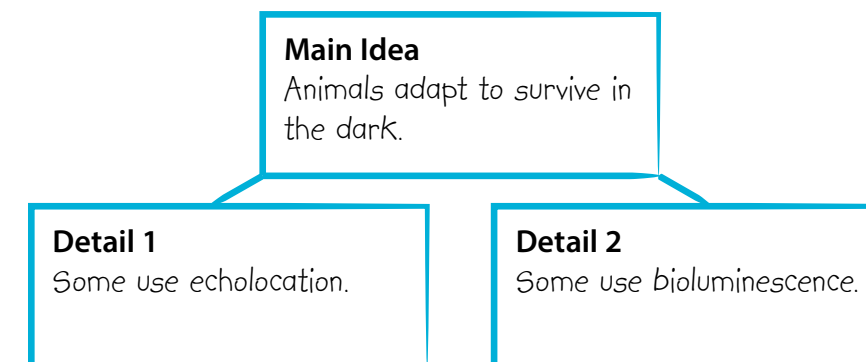 Main Idea
Animals adapt to survive in
the dark.
Detail 1
Some use echolocation.
Detail 2
Some use bioluminescence.